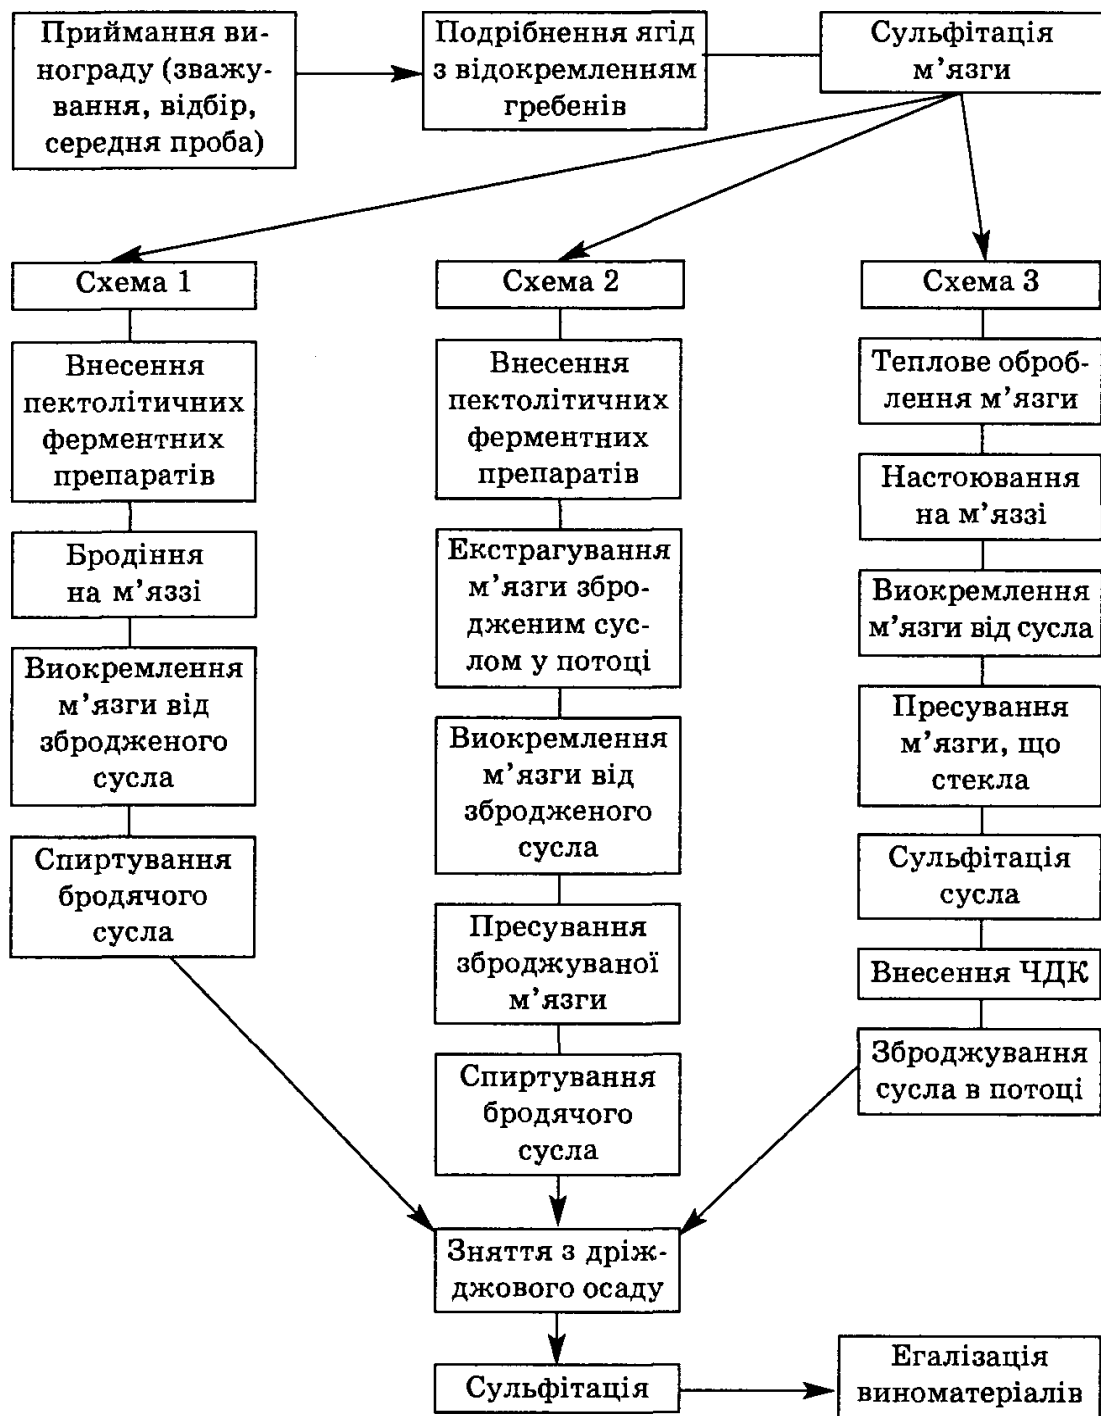 Приймання ви-
нограду (зважу-
вання, відбір,
середня проба)
Подрібнення ягід
з відокремленням
гребенів
Сульфітація
м’язги
Схема 1
Внесення
пектолітичних
ферментних
препаратів
Бродіння
на м’яззі
Виокремлення
м’язги від
збродженого
сусла
Спиртування
бродячого
сусла
Схема 2
Внесення
пектолітичних
ферментних
препаратів
Екстрагування
м’язги збро-
дженим сус-
лом у потоці
Виокремлення
м’язги від
збродженого
сусла
Пресування
зброджуваної
м’язги
Спиртування
бродячого
сусла
Схема 3
Теплове оброб-
лення м’язги
Настоювання
на м’яззі
Виокремлення
м’язги від сусла
Пресування
м’язги, що
стекла
Сульфітація
сусла
Внесення ЧДК
Зброджування
сусла в потоці
Зняття з дріж-
джового осаду
Сульфітація
Егалізація
виноматеріалів